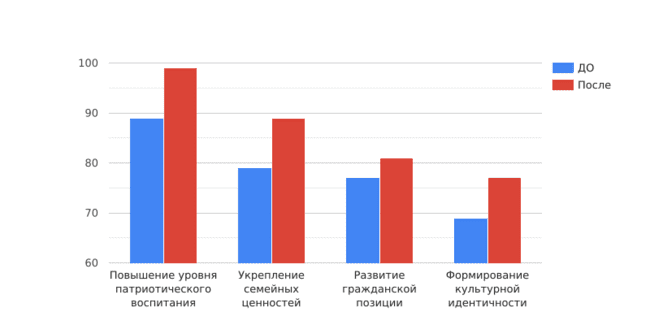 100
90
80
70
60
ДО
После
Повышение уровня
патриотического
воспитания
Укрепление
семейных
ценностей
Развитие
гражданской
позиции
Формирование
культурной
идентичности